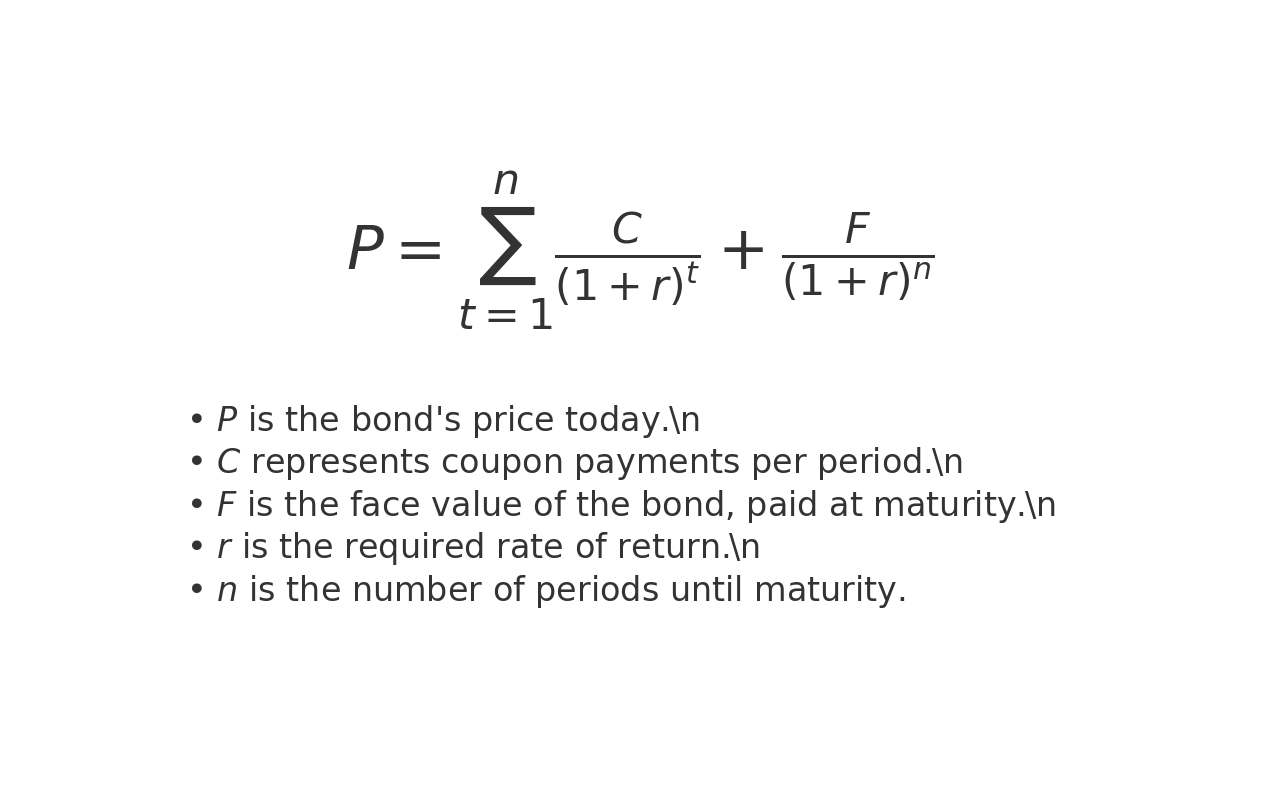 P = \sum_{t=1}^{n} \frac{C}{(1+r)^t} + \frac{F}{(1+r)^n}
• P is the bond's price today.\n
• C represents coupon payments per period.\n
• F is the face value of the bond, paid at maturity.\n
• r is the required rate of return.\n
• n is the number of periods until maturity.